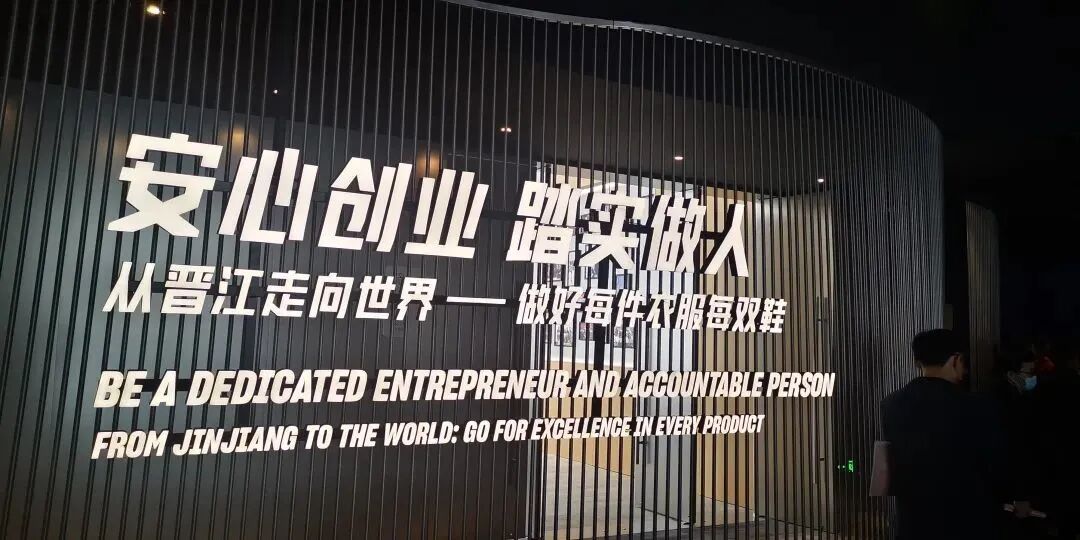 安心创业 踏实做人
从晋江走向世界——做好每件衣服每双鞋
BE A DEDICATED ENTREPRENEUR AND ACCOUNTABLE PERSON
FROM JINJIANG TO THE WORLD: GO FOR EXCELLENCE IN EVERY PRODUCT